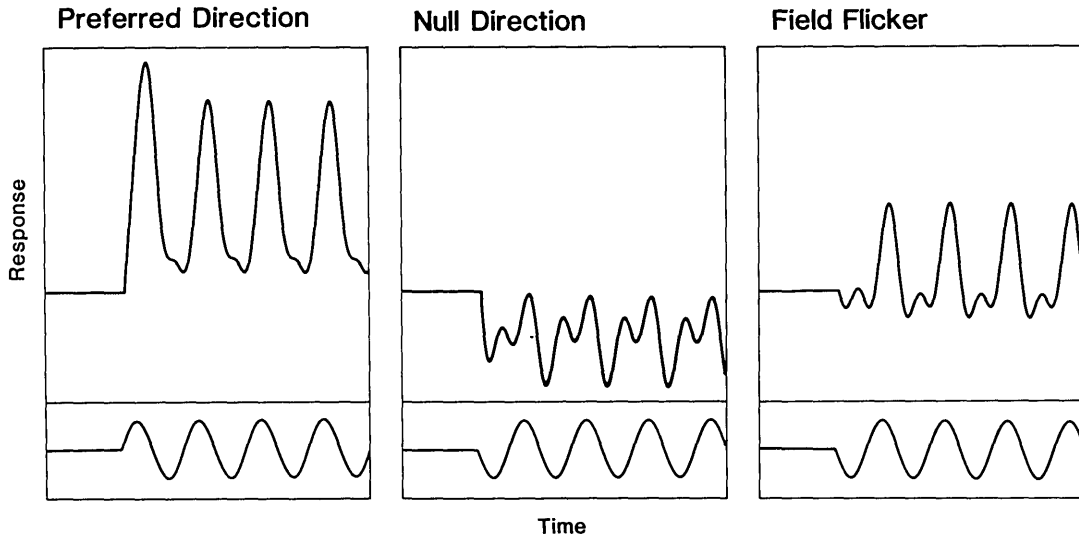 Preferred Direction
Null Direction
Field Flicker
Response
Time